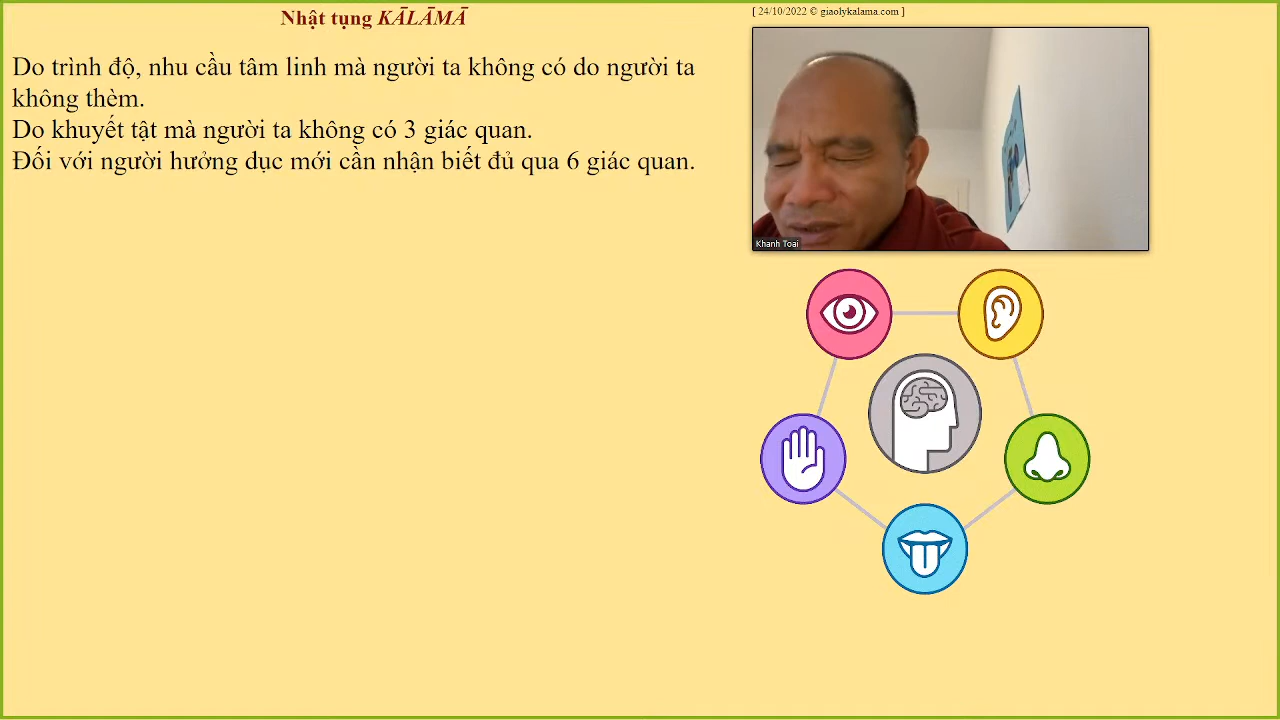 Nhật tụng KĀLĀMĀ
[ 24/10/2022 © giaolykalama.com ]
Do trình độ, nhu cầu tâm linh mà người ta không có do người ta
không thèm.
Do khuyết tật mà người ta không có 3 giác quan.
Đối với người hưởng dục mới cần nhận biết đủ qua 6 giác quan.
Khanh Toai